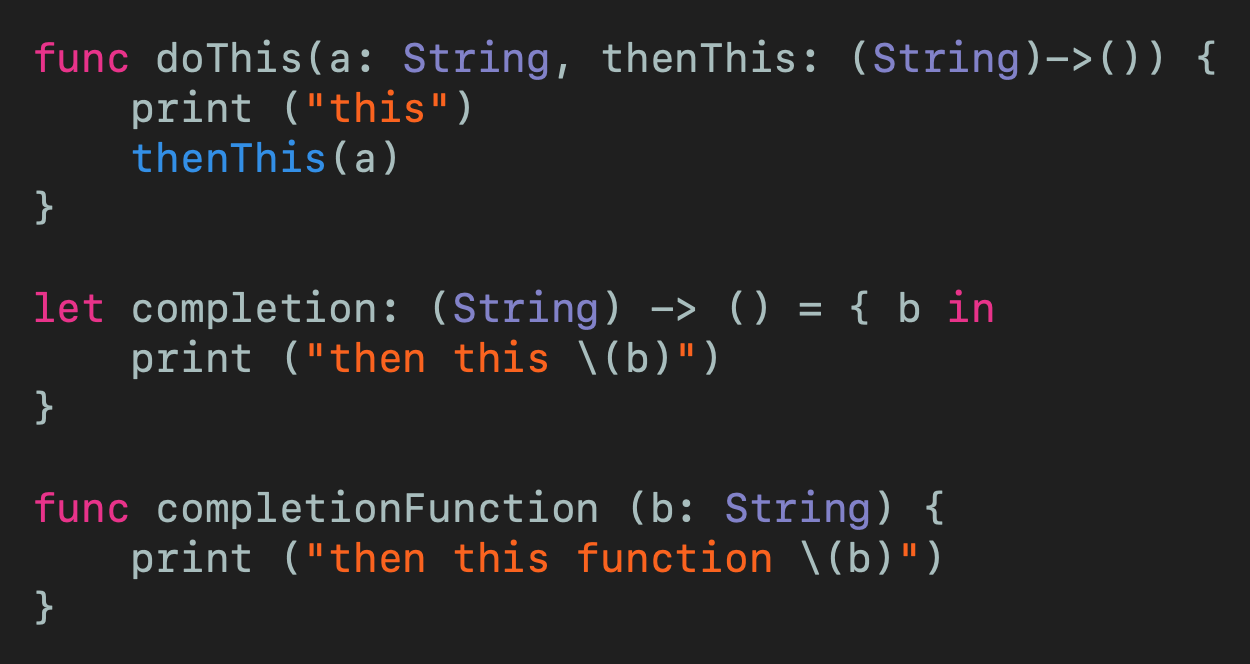 func doThis(a: String, thenThis: (String)->()) {
    print ("this")
    thenThis(a)
}
let completion: (String) -> () = { b in
    print ("then this \(b)")
}
func completionFunction (b: String) {
    print ("then this function \(b)")
}